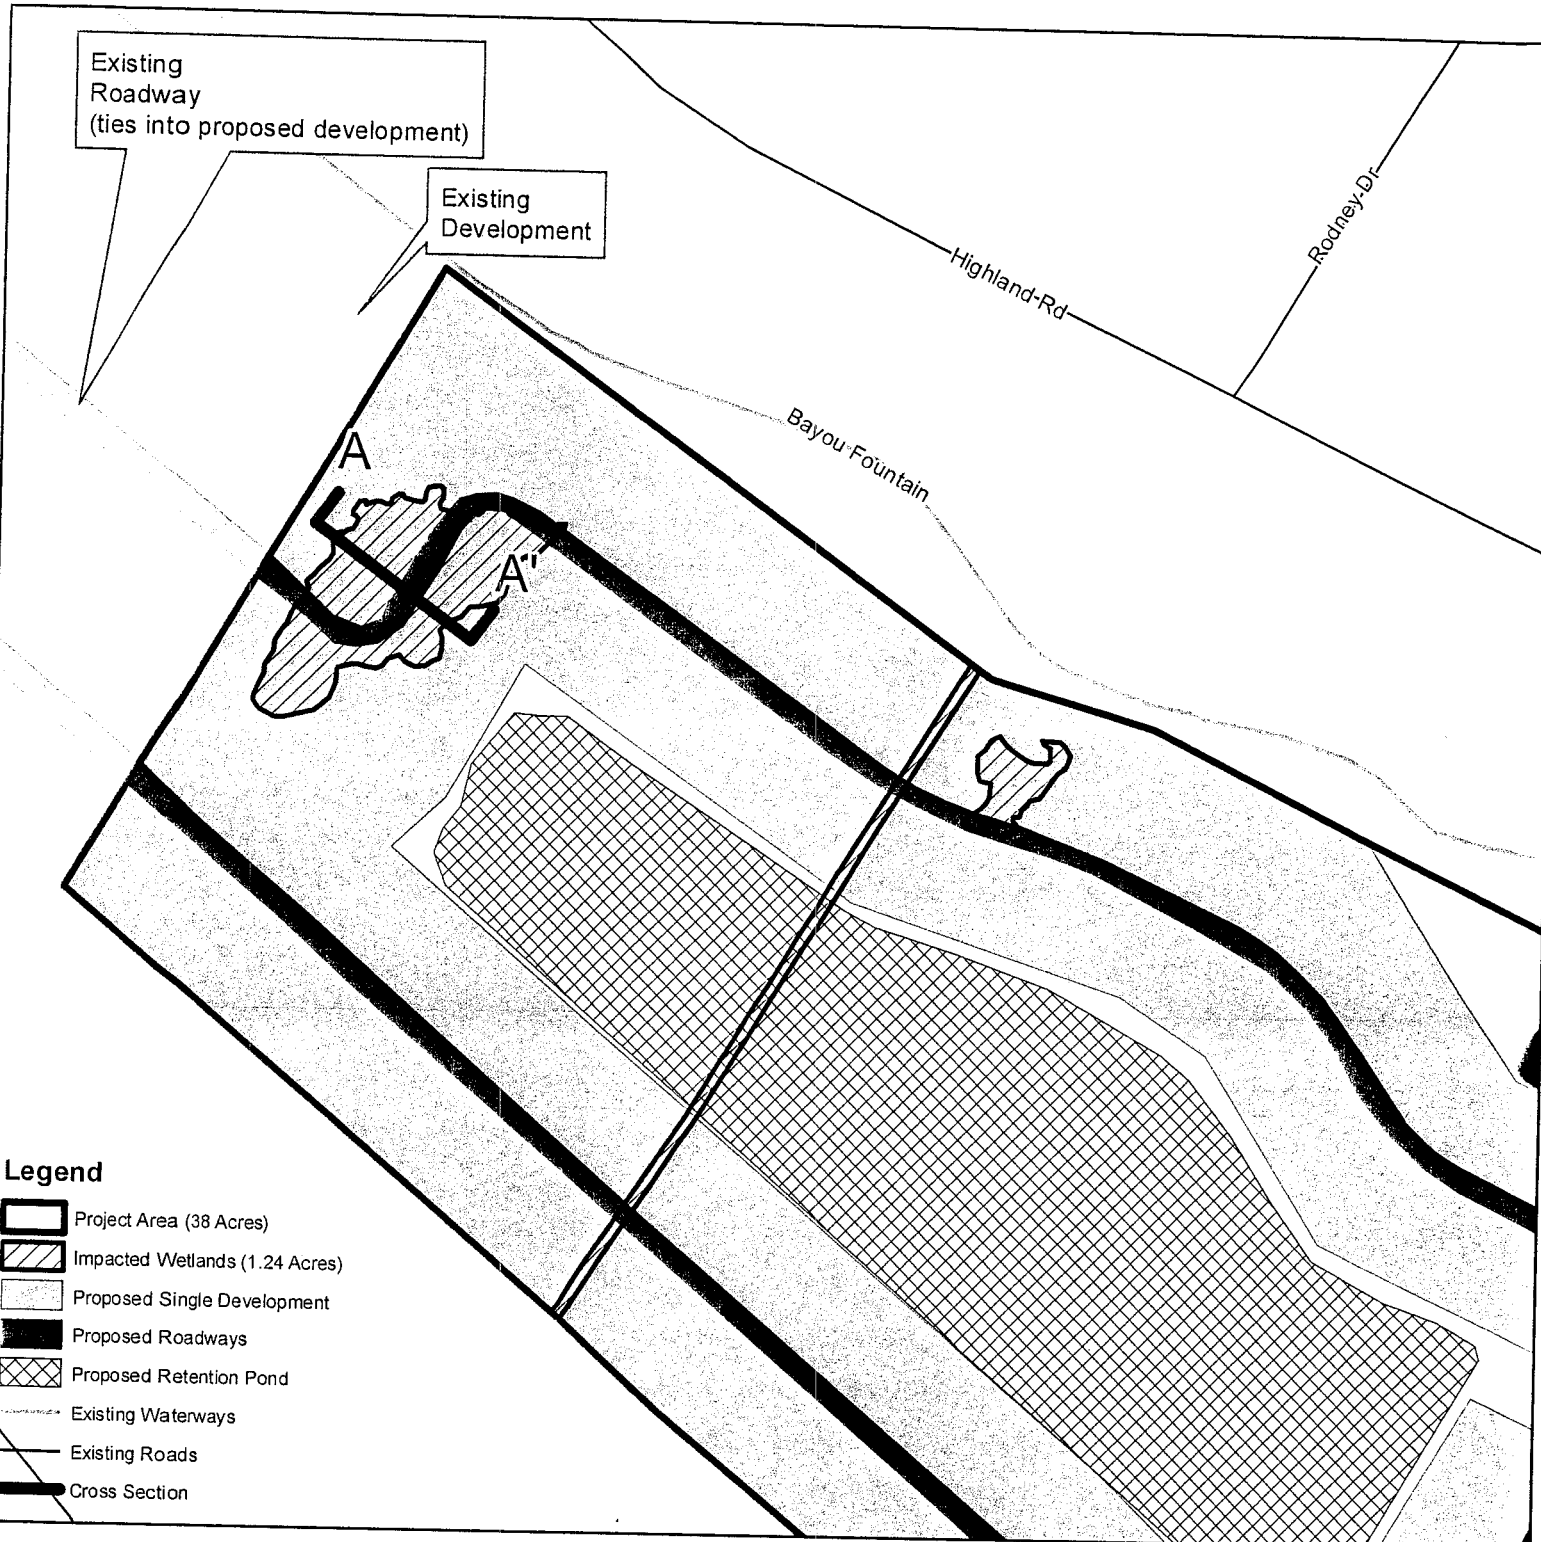 Existing
Roadway
(ties into proposed development)
Existing
Development
Highland Rd
Rodney Dr
Bayou Fountain
A
A'
Legend
Project Area (38 Acres)
Impacted Wetlands (1.24 Acres)
Proposed Single Development
Proposed Roadways
Proposed Retention Pond
Existing Waterways
Existing Roads
Cross Section